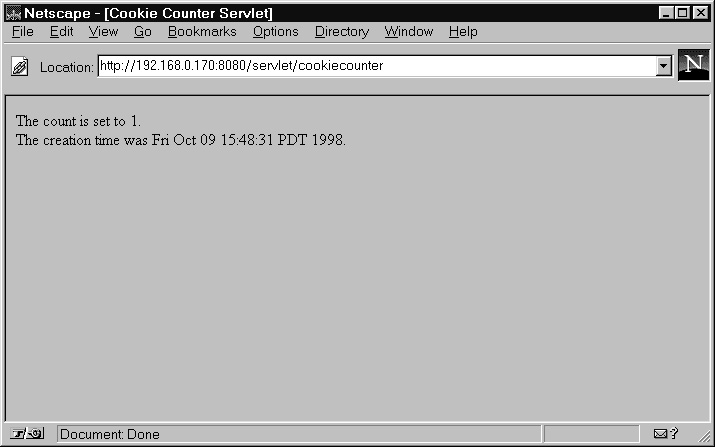 Netscape - [Cookie Counter Servlet]
File Edit View Go Bookmarks Options Directory Window Help
Location: http://192.168.0.170:8080/servlet/cookiecounter
N
The count is set to 1.
The creation time was Fri Oct 09 15:48:31 PDT 1998.
Document: Done
?